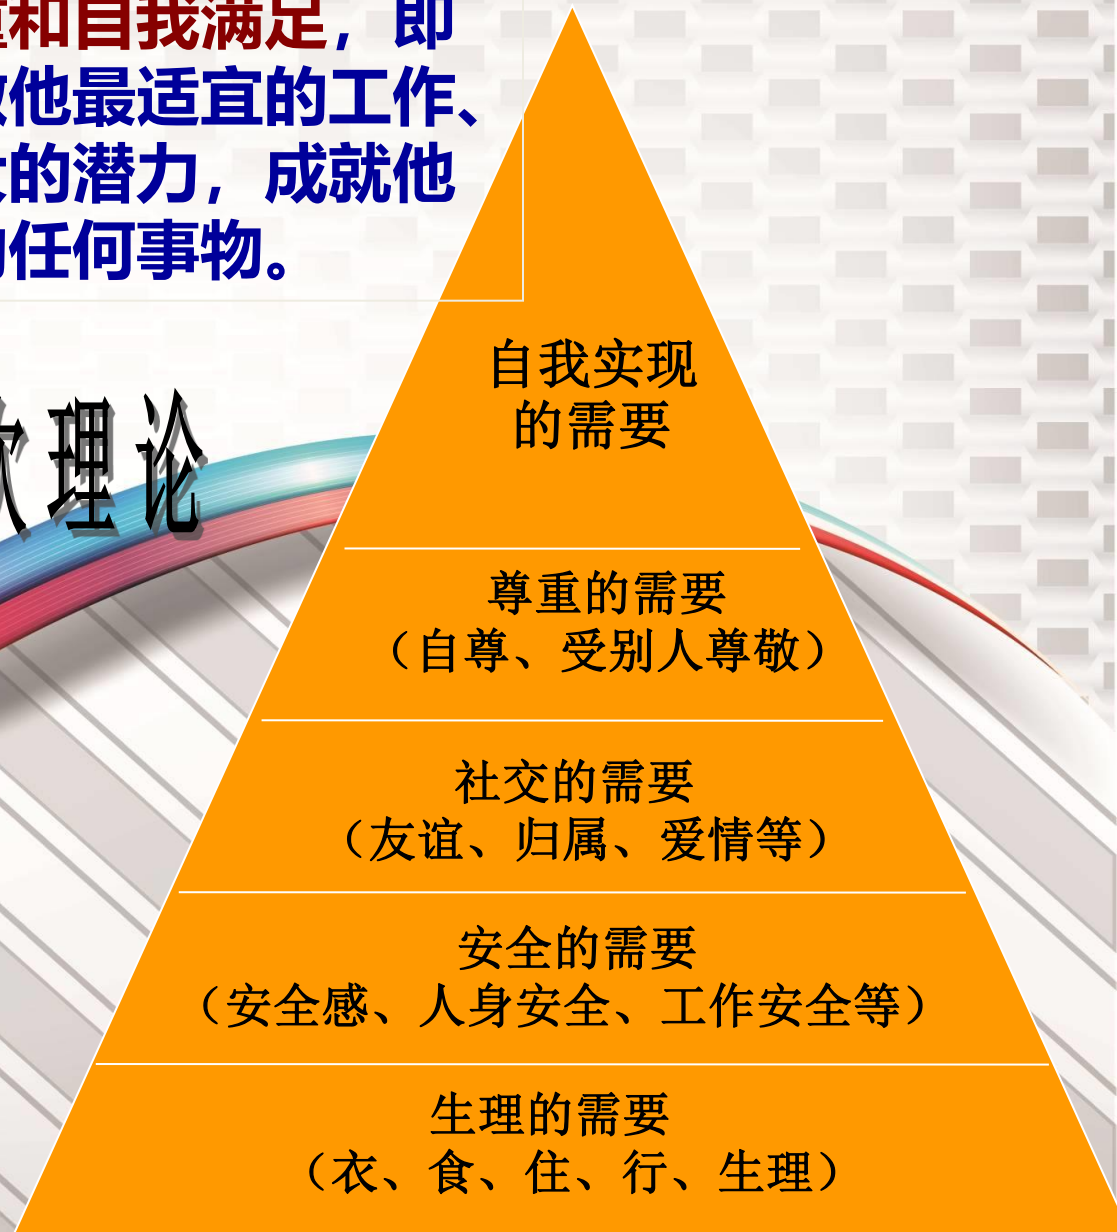 和自我满足，即
他最适宜的工作、
的潜力，成就他
任何事物。
次理论
自我实现
的需要
尊重的需要
（自尊、受别人尊敬）
社交的需要
（友谊、归属、爱情等）
安全的需要
（安全感、人身安全、工作安全等）
生理的需要
（衣、食、住、行、生理）